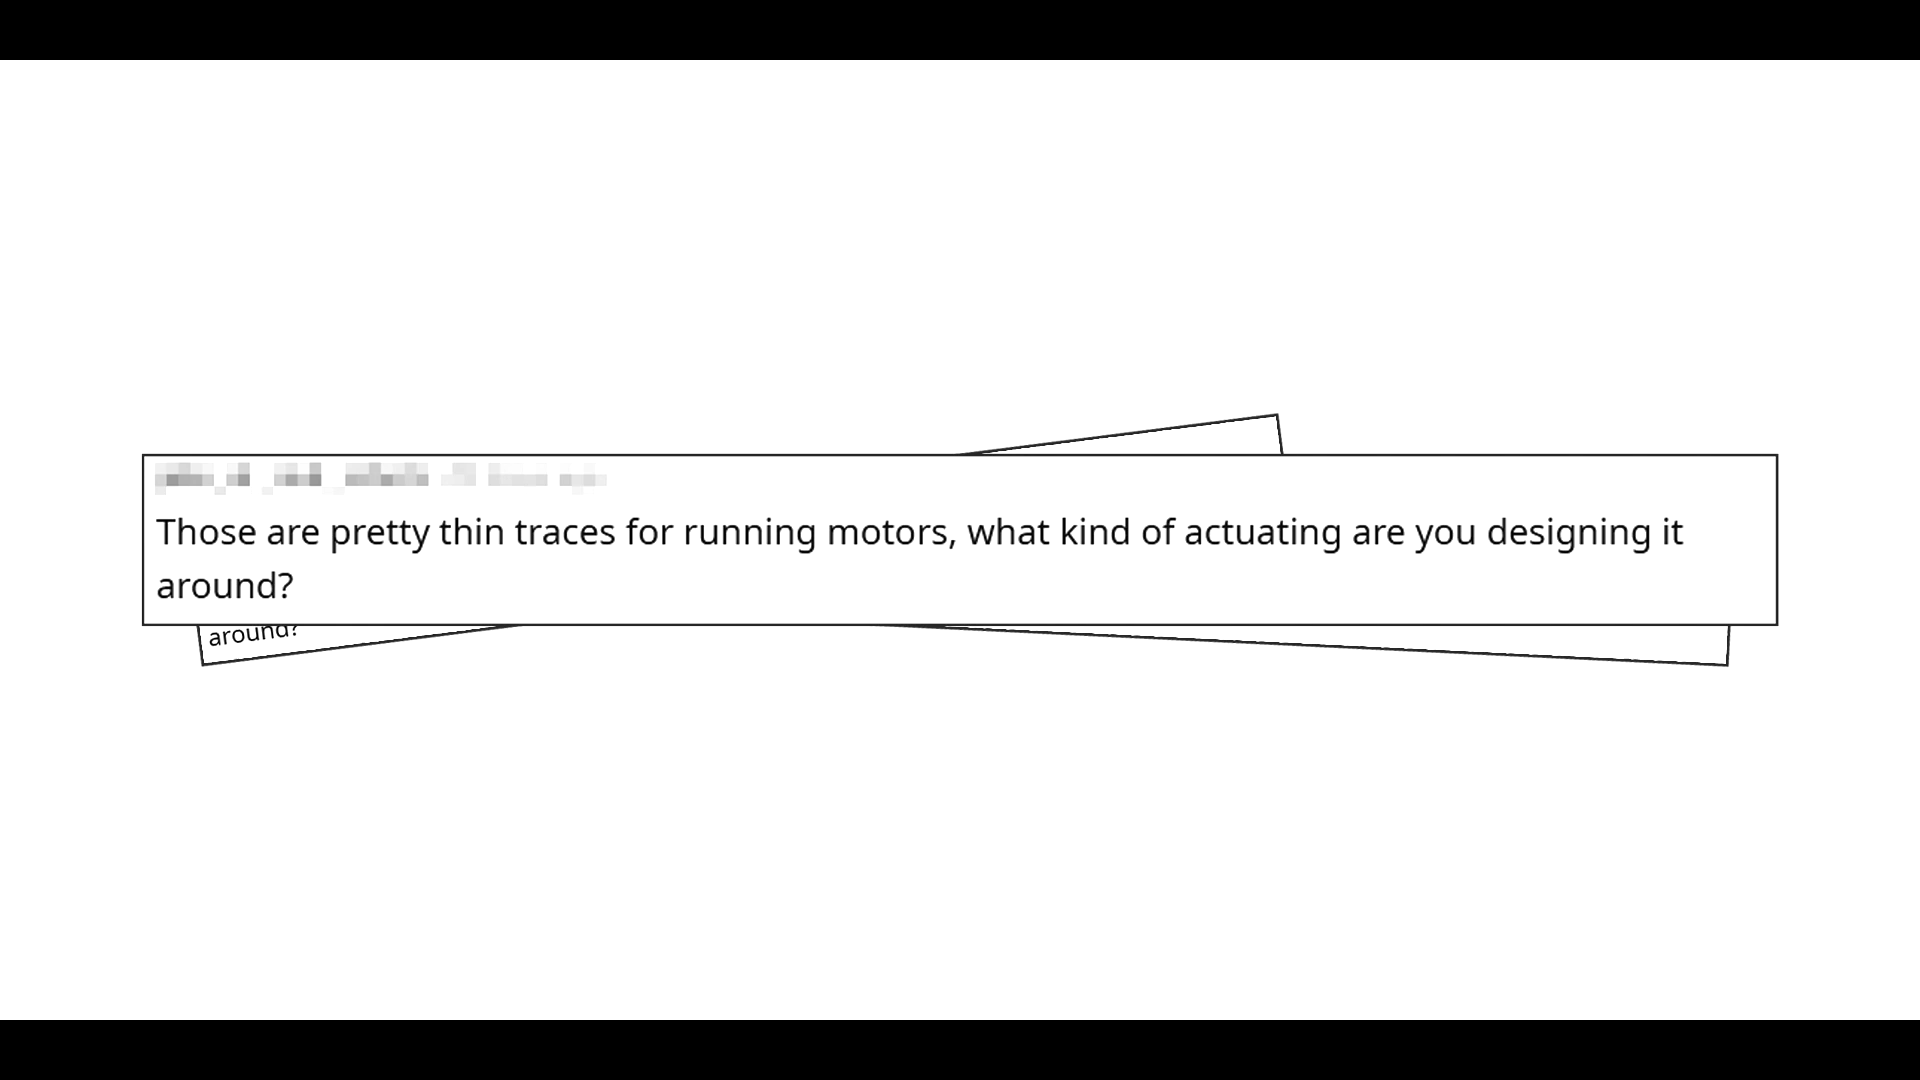 Those are pretty thin traces for running motors, what kind of actuating are you designing it
around?
around?